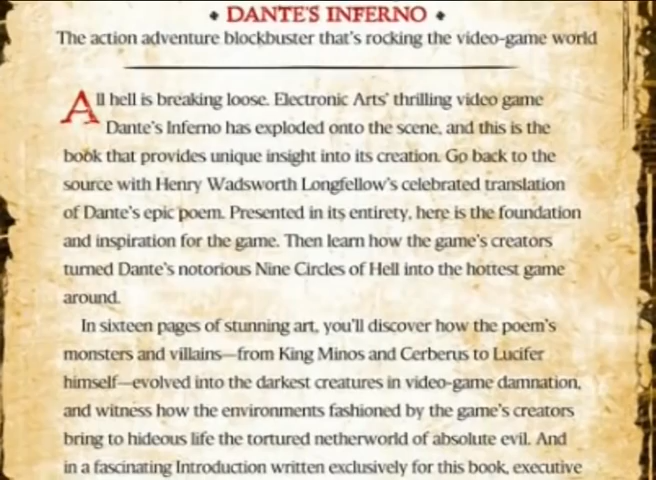 • DANTE'S INFERNO •
The action adventure blockbuster that's rocking the video-game world
All hell is breaking loose. Electronic Arts' thrilling video game
Dante's Inferno has exploded onto the scene, and this is the
book that provides unique insight into its creation. Go back to the
source with Henry Wadsworth Longfellow's celebrated translation
of Dante's epic poem. Presented in its entirety, here is the foundation
and inspiration for the game. Then learn how the game's creators
turned Dante's notorious Nine Circles of Hell into the hottest game
around.
In sixteen pages of stunning art, you'll discover how the poem's
monsters and villains—from King Minos and Cerberus to Lucifer
himself—evolved into the darkest creatures in video-game damnation,
and witness how the environments fashioned by the game's creators
bring to hideous life the tortured netherworld of absolute evil. And
in a fascinating Introduction written exclusively for this book, executive